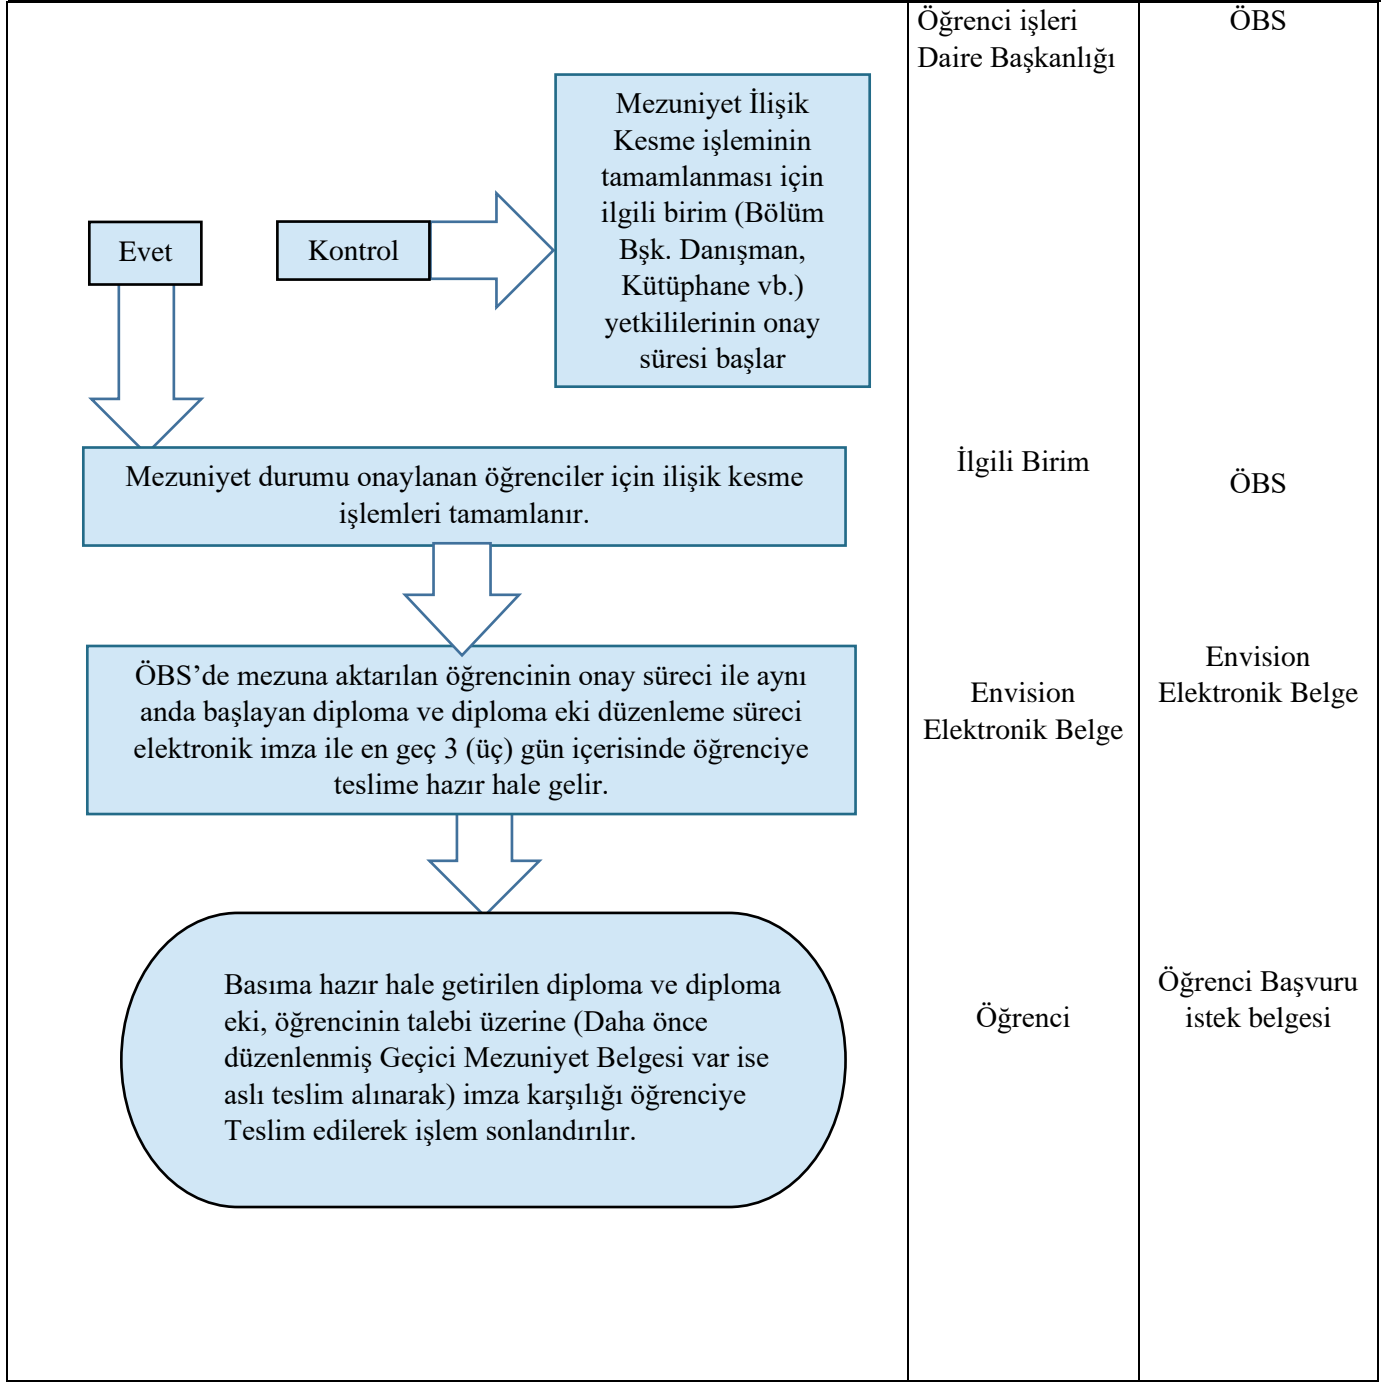 Öğrenci işleri
Daire Başkanlığı
ÖBS
Mezuniyet İlişik
Kesme işleminin
tamamlanması için
ilgili birim (Bölüm
Bşk. Danışman,
Kütüphane vb.)
yetkililerinin onay
süresi başlar
Evet
Kontrol
Mezuniyet durumu onaylanan öğrenciler için ilişik kesme
işlemleri tamamlanır.
İlgili Birim
ÖBS
ÖBS’de mezuna aktarılan öğrencinin onay süreci ile aynı
anda başlayan diploma ve diploma eki düzenleme süreci
elektronik imza ile en geç 3 (üç) gün içerisinde öğrenciye
teslime hazır hale gelir.
Envision
Elektronik Belge
Envision
Elektronik Belge
Basıma hazır hale getirilen diploma ve diploma
eki, öğrencinin talebi üzerine (Daha önce
düzenlenmiş Geçici Mezuniyet Belgesi var ise
aslı teslim alınarak) imza karşılığı öğrenciye
Teslim edilerek işlem sonlandırılır.
Öğrenci
Öğrenci Başvuru
istek belgesi